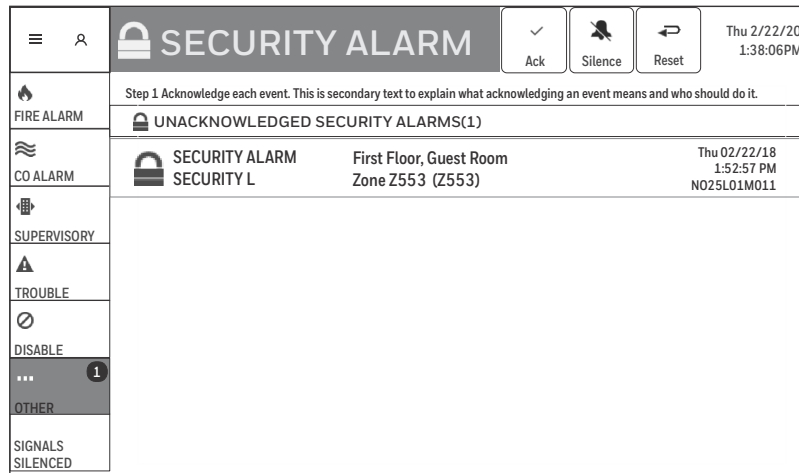 SECURITY ALARM
Ack
Silence
Reset
Thu 2/22/20
1:38:06PM
FIRE ALARM
CO ALARM
SUPERVISORY
TROUBLE
DISABLE
1
OTHER
SIGNALS
SILENCED
Step 1 Acknowledge each event. This is secondary text to explain what acknowledging an event means and who should do it.
UNACKNOWLEDGED SECURITY ALARMS(1)
SECURITY ALARM First Floor, Guest Room Thu 02/22/18
SECURITY L Zone Z553 (Z553) 1:52:57 PM
N025L01M011